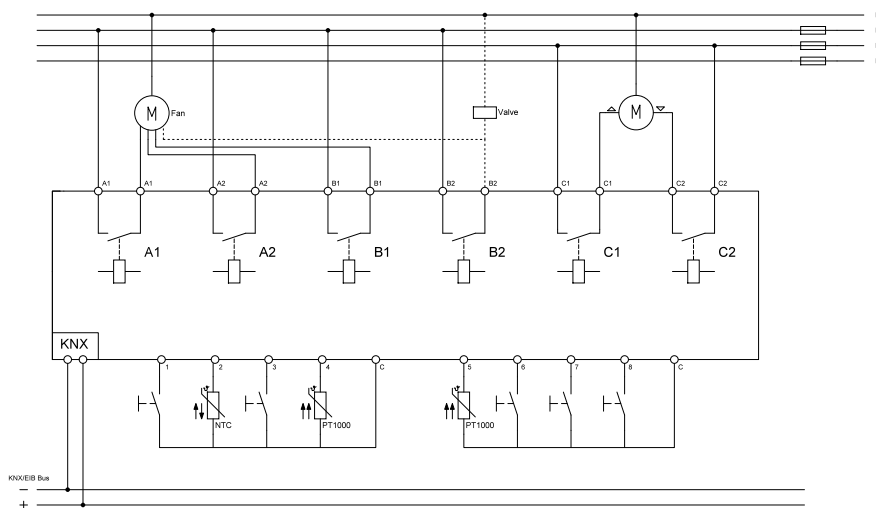 M Fan Valve M
A1 A1 A2 A2 B1 B1 B2 B2 C1 C1 C2 C2
A1 A2 B1 B2 C1 C2
KNX
1 2 3 4 C 5 6 7 8 C
NTC PT1000 PT1000
KNX/EIB Bus
−
+